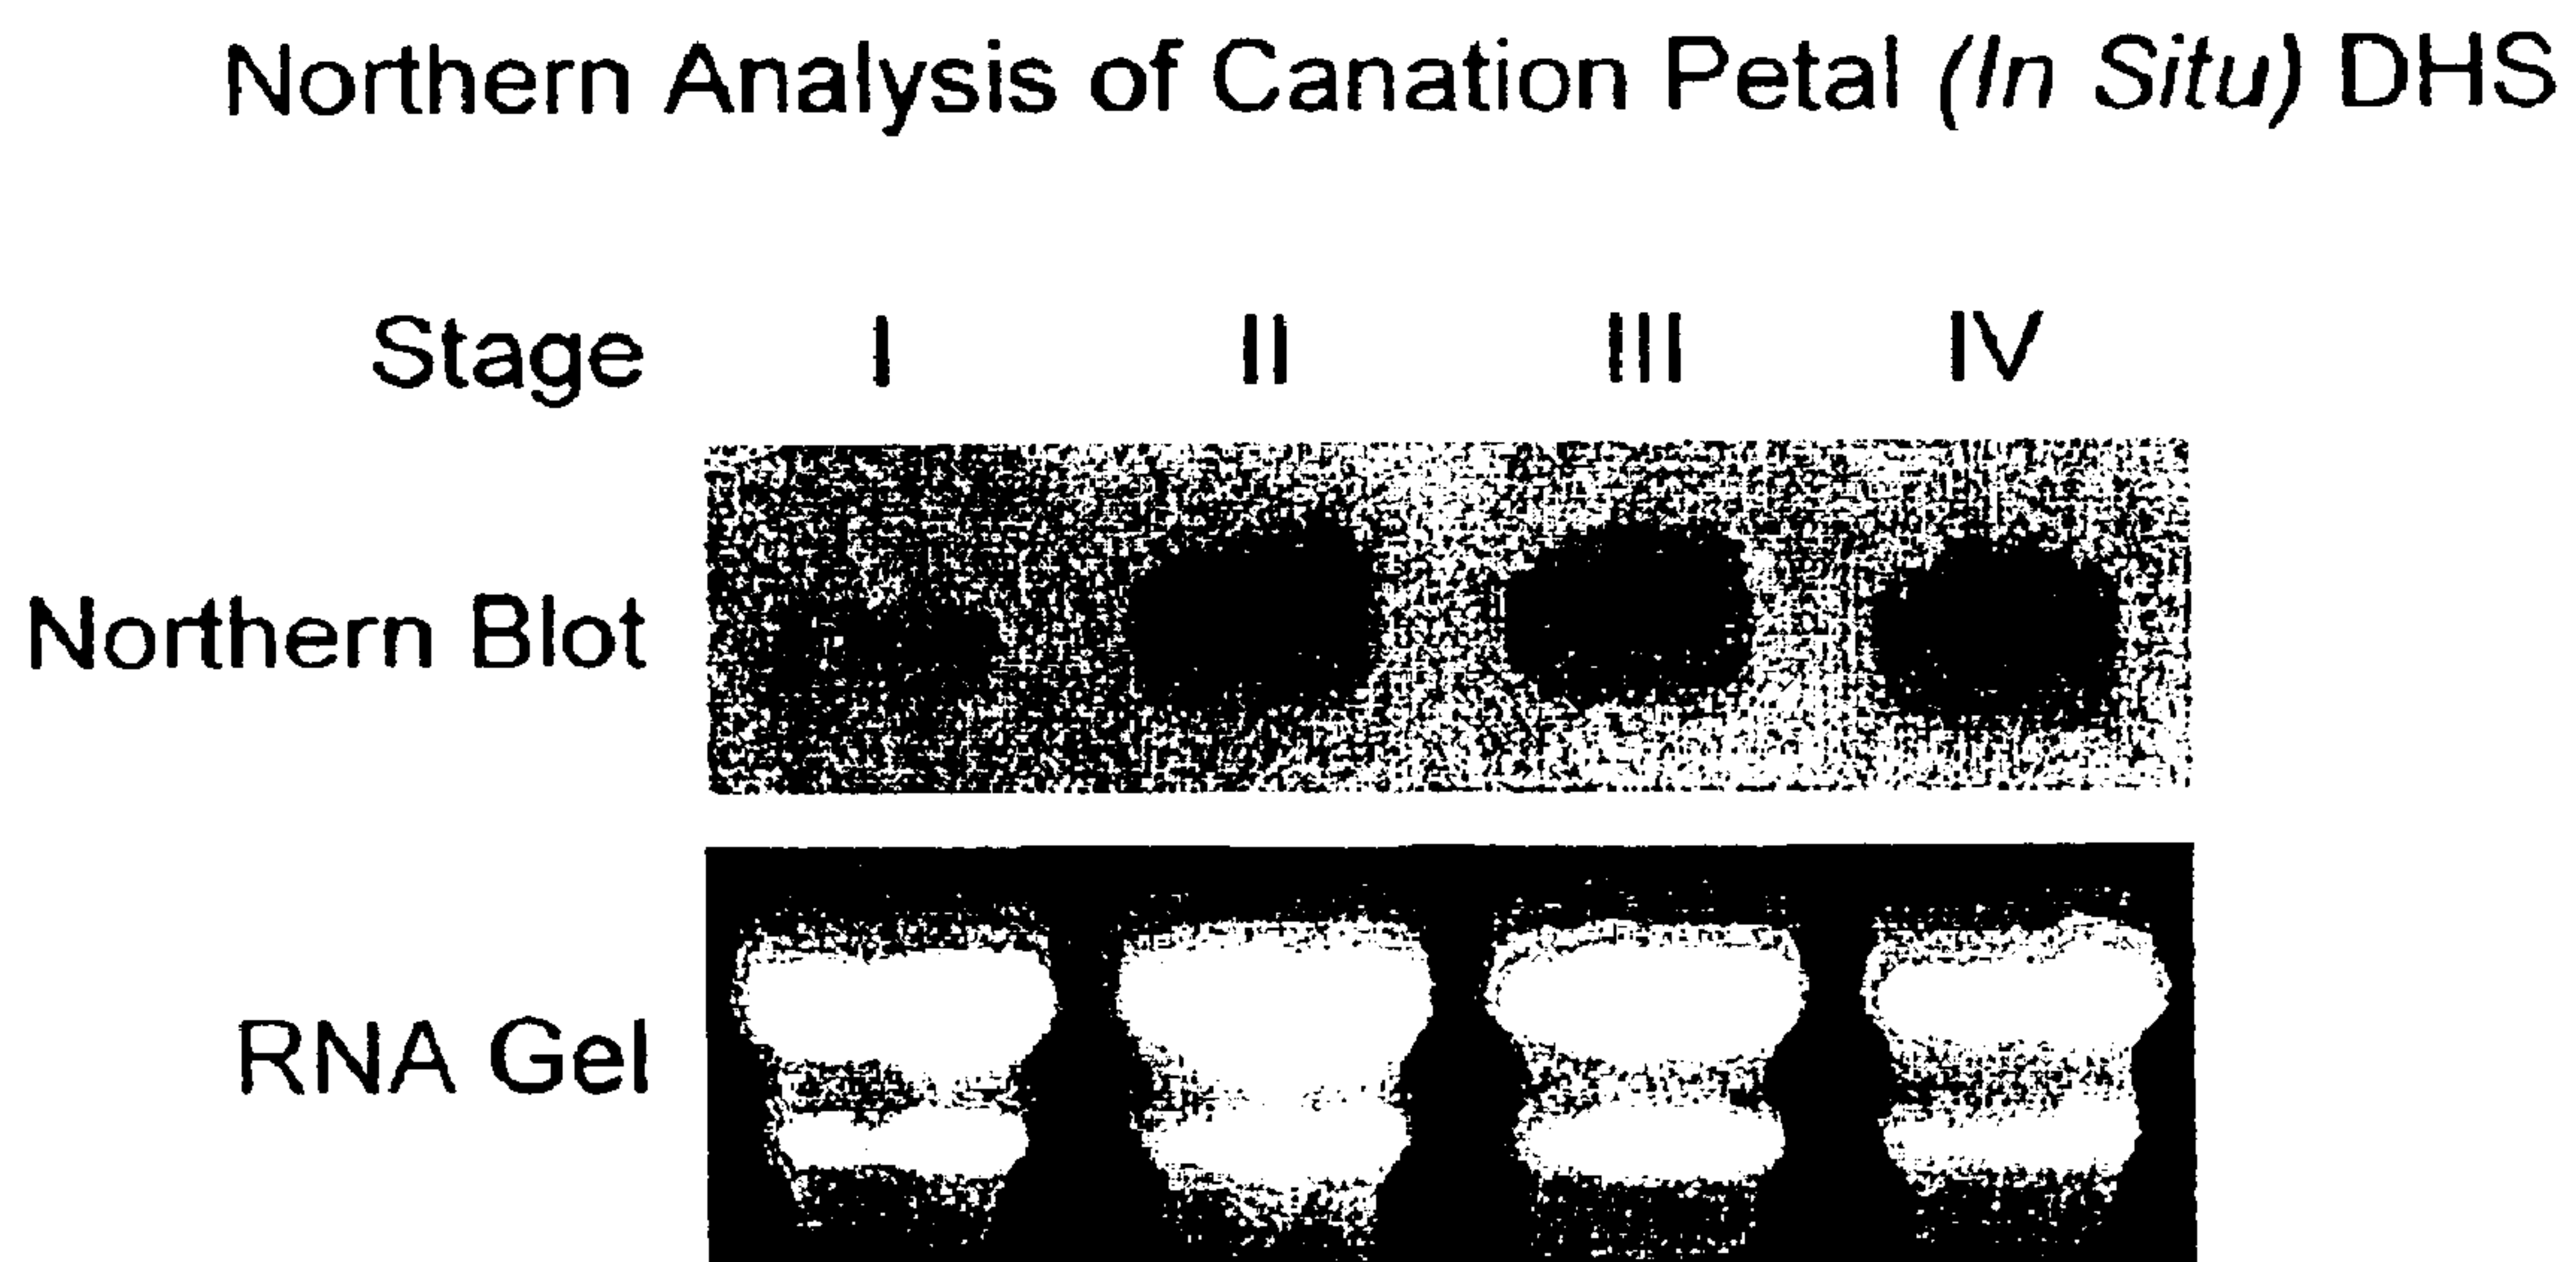 Northern Analysis of Canation Petal (In Situ) DHS
Stage I II III IV
Northern Blot
RNA Gel